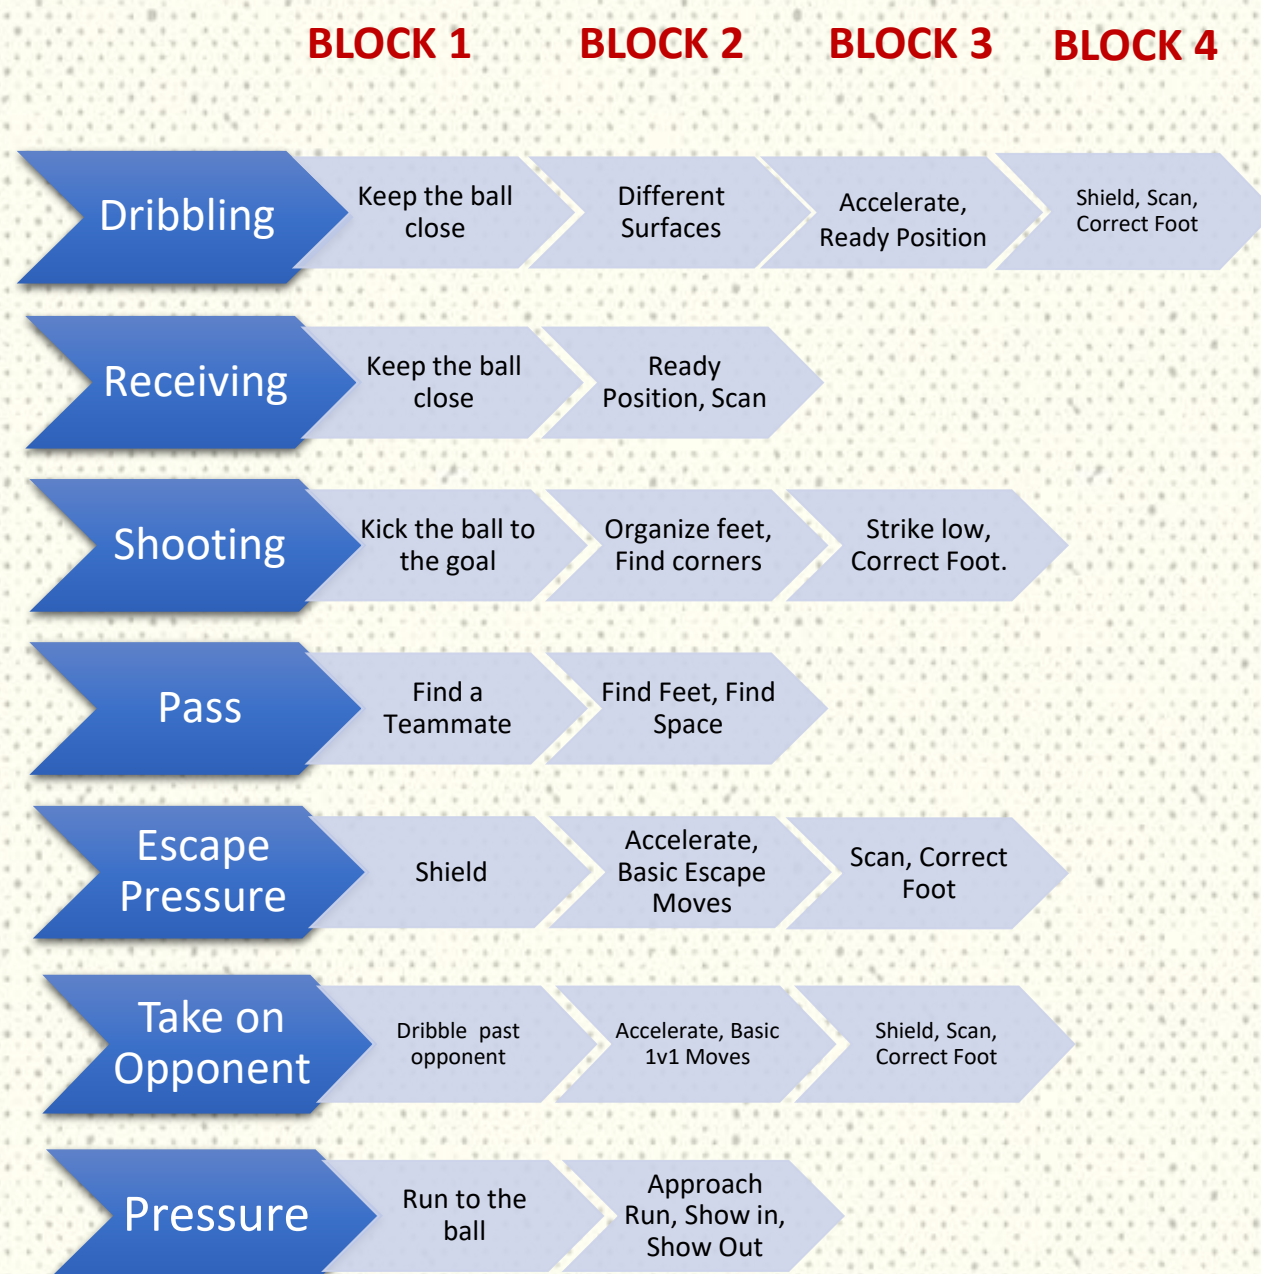 BLOCK 1 BLOCK 2 BLOCK 3 BLOCK 4
Dribbling
Keep the ball
close
Different
Surfaces
Accelerate,
Ready Position
Shield, Scan,
Correct Foot
Receiving
Keep the ball
close
Ready
Position, Scan
Shooting
Kick the ball to
the goal
Organize feet,
Find corners
Strike low,
Correct Foot.
Pass
Find a
Teammate
Find Feet, Find
Space
Escape
Pressure
Shield
Accelerate,
Basic Escape
Moves
Scan, Correct
Foot
Take on
Opponent
Dribble  past
opponent
Accelerate, Basic
1v1 Moves
Shield, Scan,
Correct Foot
Pressure
Run to the
ball
Approach
Run, Show in,
Show Out